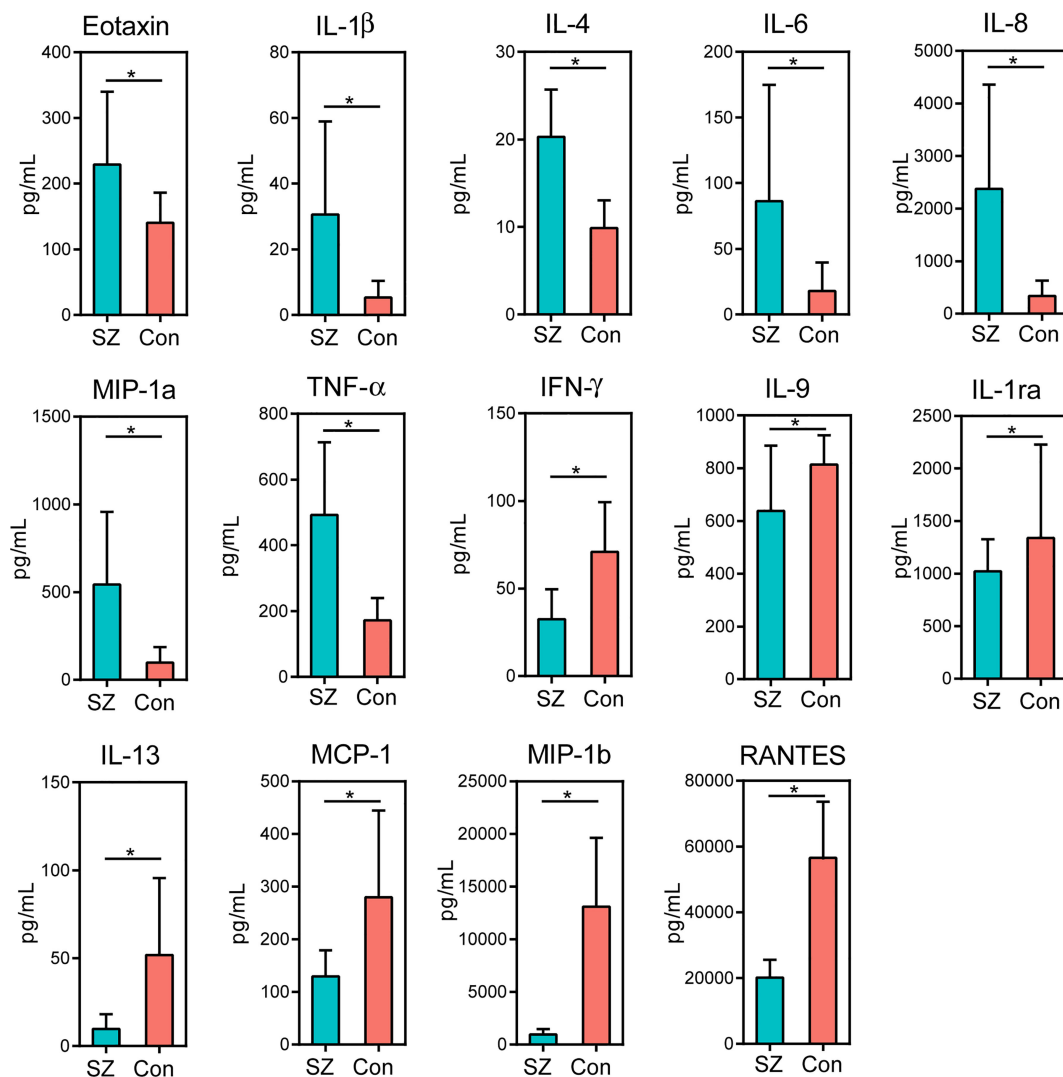 Eotaxin
400
300
200
100
0
pg/mL
*
SZ Con
IL-1β
80
60
40
20
0
pg/mL
*
SZ Con
IL-4
30
20
10
0
pg/mL
*
SZ Con
IL-6
200
150
100
50
0
pg/mL
*
SZ Con
IL-8
5000
4000
3000
2000
1000
0
pg/mL
*
SZ Con
MIP-1a
1500
1000
500
0
pg/mL
*
SZ Con
TNF-α
800
600
400
200
0
pg/mL
*
SZ Con
IFN-γ
150
100
50
0
pg/mL
*
SZ Con
IL-9
1000
800
600
400
200
0
pg/mL
*
SZ Con
IL-1ra
2500
2000
1500
1000
500
0
pg/mL
*
SZ Con
IL-13
150
100
50
0
pg/mL
*
SZ Con
MCP-1
500
400
300
200
100
0
pg/mL
*
SZ Con
MIP-1b
25000
20000
15000
10000
5000
0
pg/mL
*
SZ Con
RANTES
80000
60000
40000
20000
0
pg/mL
*
SZ Con